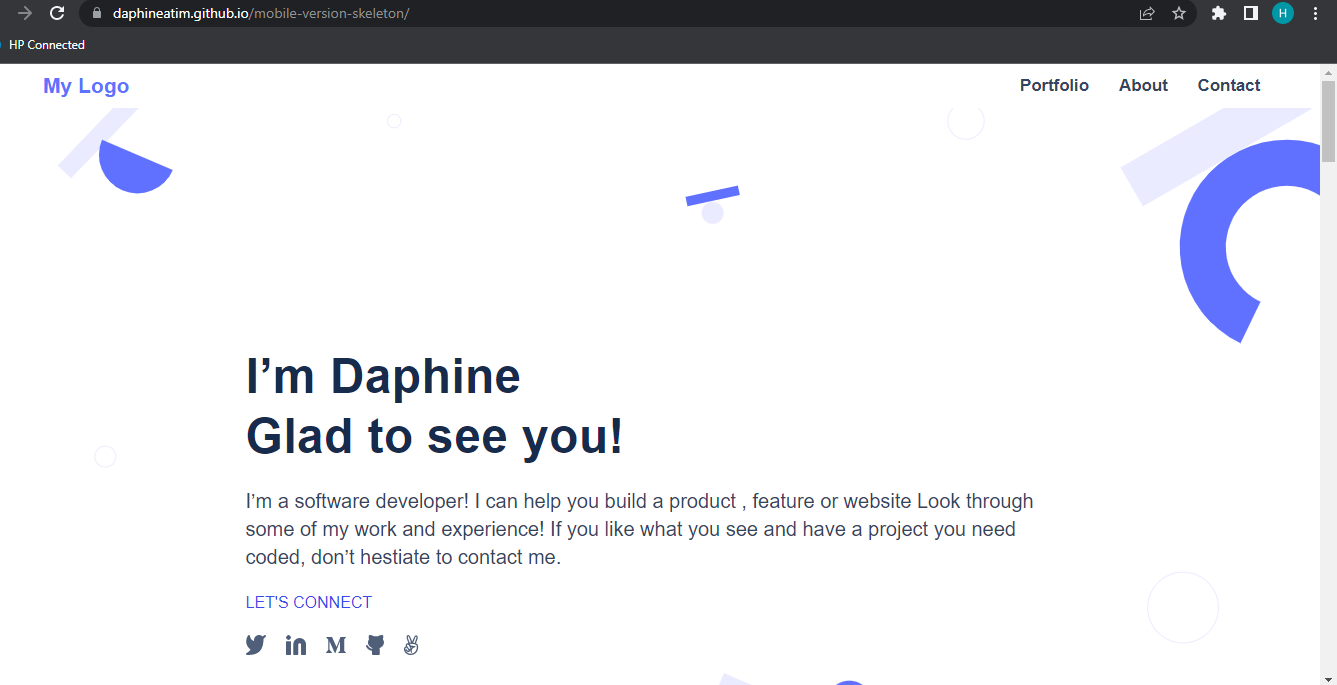 daphineatim.github.io/mobile-version-skeleton/
H
HP Connected
My Logo
Portfolio About Contact
I’m Daphine
Glad to see you!
I’m a software developer! I can help you build a product , feature or website Look through
some of my work and experience! If you like what you see and have a project you need
coded, don’t hestiate to contact me.
LET'S CONNECT